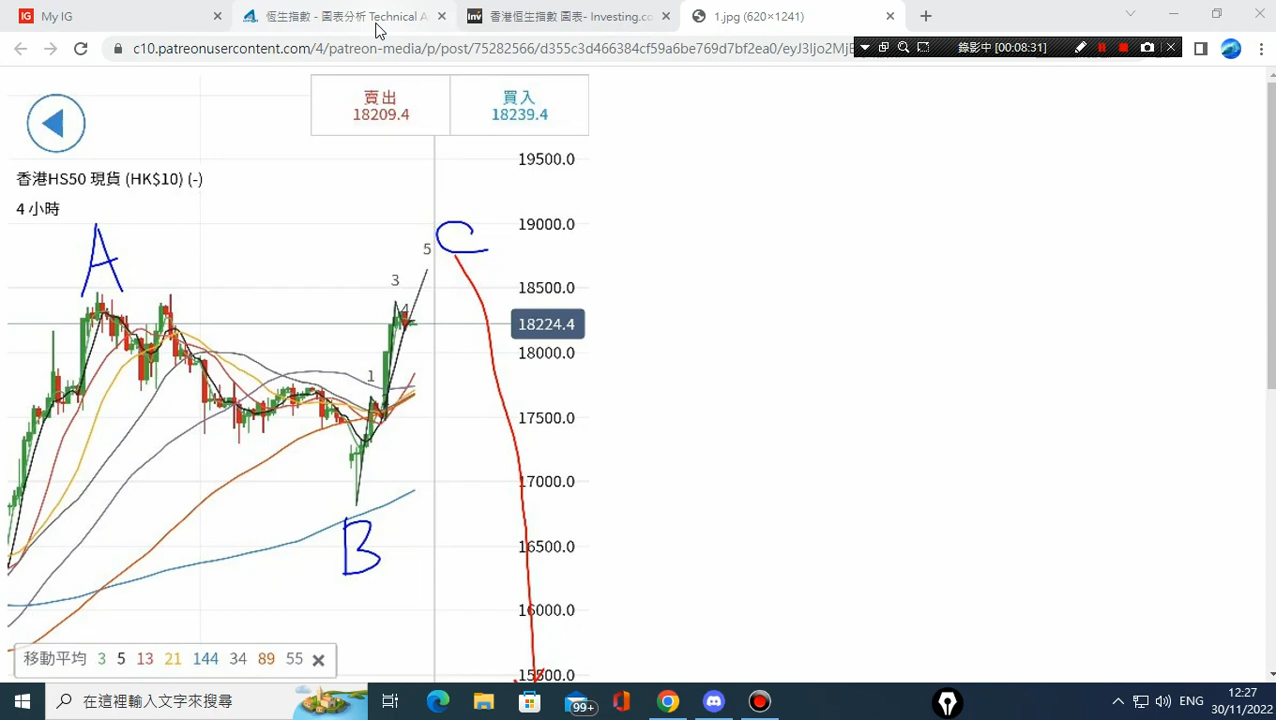 My IG
恆生指數 - 圖表分析 Technical A
香港恒生指數 圖表- Investing.co
1.jpg (620×1241)
c10.patreonusercontent.com/4/patreon-media/p/post/75282566/d355c3d466384cf59a6be769d7bf2ea0/eyJ3Ijo2MjB
錄影中 [00:08:31]
賣出
18209.4
買入
18239.4
19500.0
香港HS50 現貨 (HK$10) (-)
4 小時
19000.0
A
C
5
3
4
18500.0
18224.4
18000.0
1
17500.0
17000.0
B
16500.0
16000.0
移動平均 3 5 13 21 144 34 89 55
15500.0
在這裡輸入文字來搜尋
99+
ENG
12:27
30/11/2022